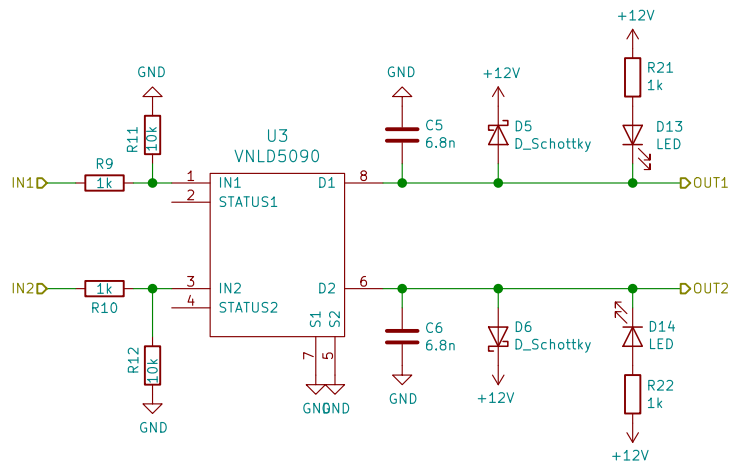 +12V
GND
GND
+12V
R21
1k
R11
10k
U3
VNLD5090
C5
6.8n
D5
D_Schottky
D13
LED
R9
1k
IN1
1
IN1
D1
8
OUT1
2
STATUS1
IN2
1k
R10
3
IN2
D2
6
OUT2
4
STATUS2
S1
S2
7
5
C6
6.8n
D6
D_Schottky
D14
LED
R12
10k
R22
1k
GND
GND
GND
+12V
GND
+12V